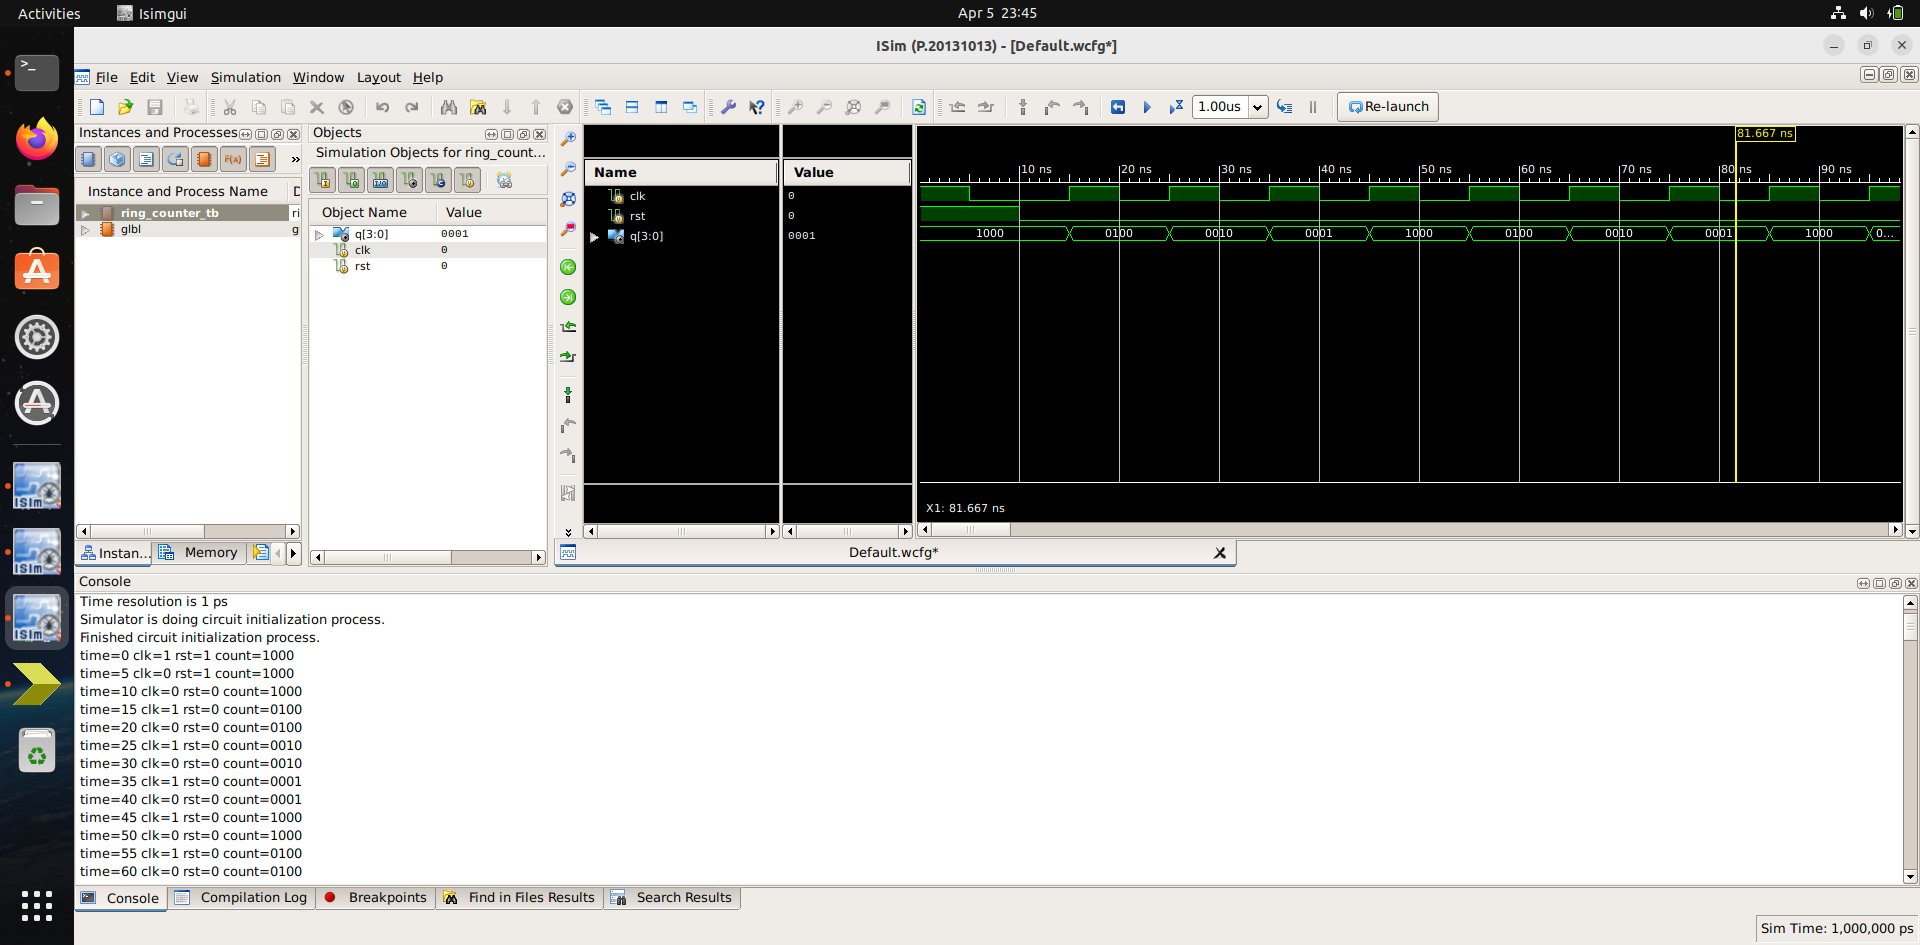 Activities
Isimgui
Apr 5 23:45
ISim (P.20131013) - [Default.wcfg*]
File Edit View Simulation Window Layout Help
1.00us
Re-launch
Instances and Processes
Objects
Simulation Objects for ring_count...
F(x)
»
Instance and Process Name
D
ring_counter_tb
ri
glbl
g
Object Name Value
q[3:0] 0001
clk 0
rst 0
Name Value
clk 0
rst 0
q[3:0] 0001
81.667 ns
10 ns 20 ns 30 ns 40 ns 50 ns 60 ns 70 ns 80 ns 90 ns
1000 0100 0010 0001 1000 0100 0010 0001 1000 0...
X1: 81.667 ns
Instan... Memory
Default.wcfg*
Console
Time resolution is 1 ps
Simulator is doing circuit initialization process.
Finished circuit initialization process.
time=0 clk=1 rst=1 count=1000
time=5 clk=0 rst=1 count=1000
time=10 clk=0 rst=0 count=1000
time=15 clk=1 rst=0 count=0100
time=20 clk=0 rst=0 count=0100
time=25 clk=1 rst=0 count=0010
time=30 clk=0 rst=0 count=0010
time=35 clk=1 rst=0 count=0001
time=40 clk=0 rst=0 count=0001
time=45 clk=1 rst=0 count=1000
time=50 clk=0 rst=0 count=1000
time=55 clk=1 rst=0 count=0100
time=60 clk=0 rst=0 count=0100
Console Compilation Log Breakpoints Find in Files Results Search Results
Sim Time: 1,000,000 ps
ISim
ISim
ISim